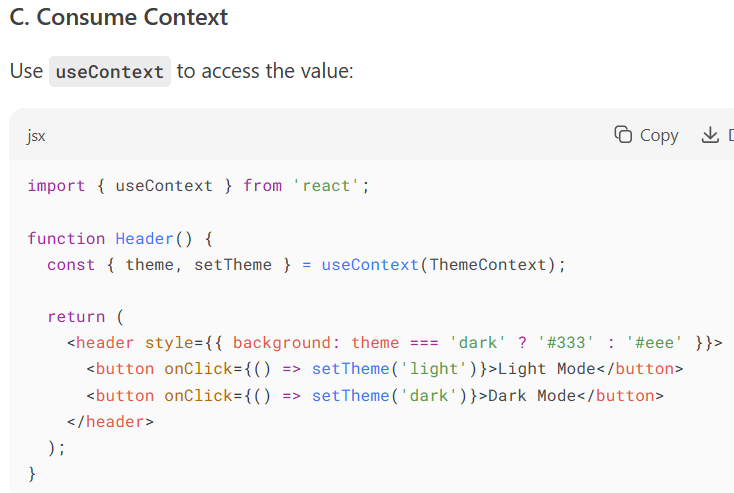 C. Consume Context
Use useContext to access the value:
jsx
Copy
import { useContext } from 'react';
function Header() {
  const { theme, setTheme } = useContext(ThemeContext);
  return (
    <header style={{ background: theme === 'dark' ? '#333' : '#eee' }}>
      <button onClick={() => setTheme('light')}>Light Mode</button>
      <button onClick={() => setTheme('dark')}>Dark Mode</button>
    </header>
  );
}